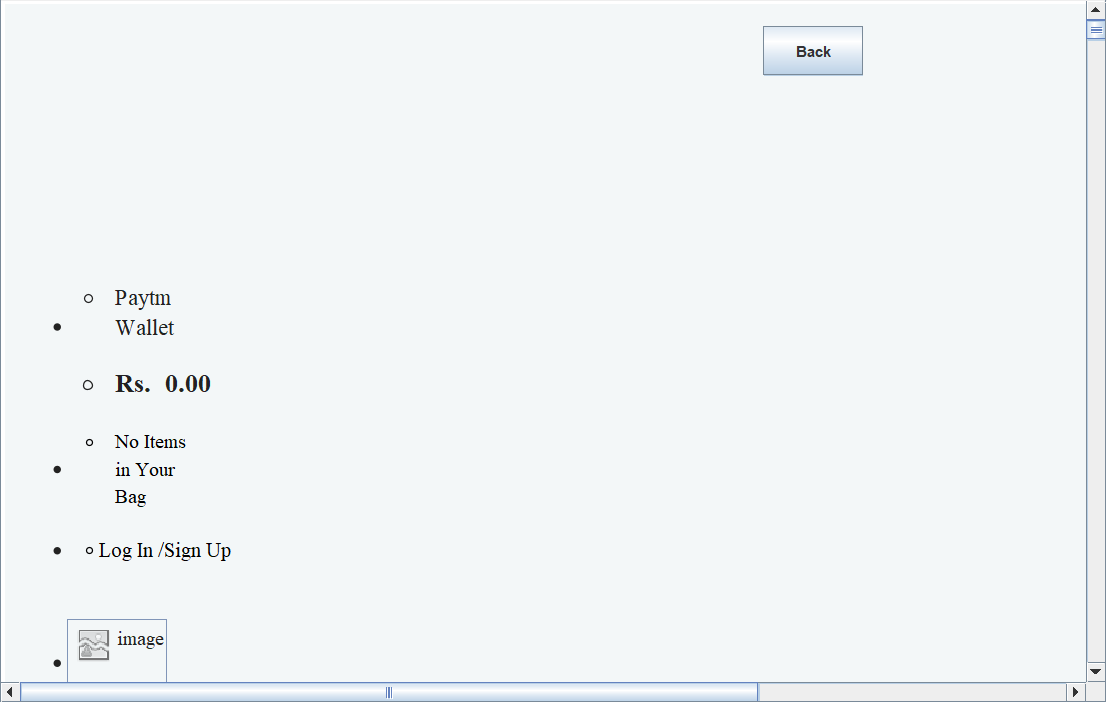 Back
Paytm
Wallet
Rs. 0.00
No Items
in Your
Bag
Log In /Sign Up
image